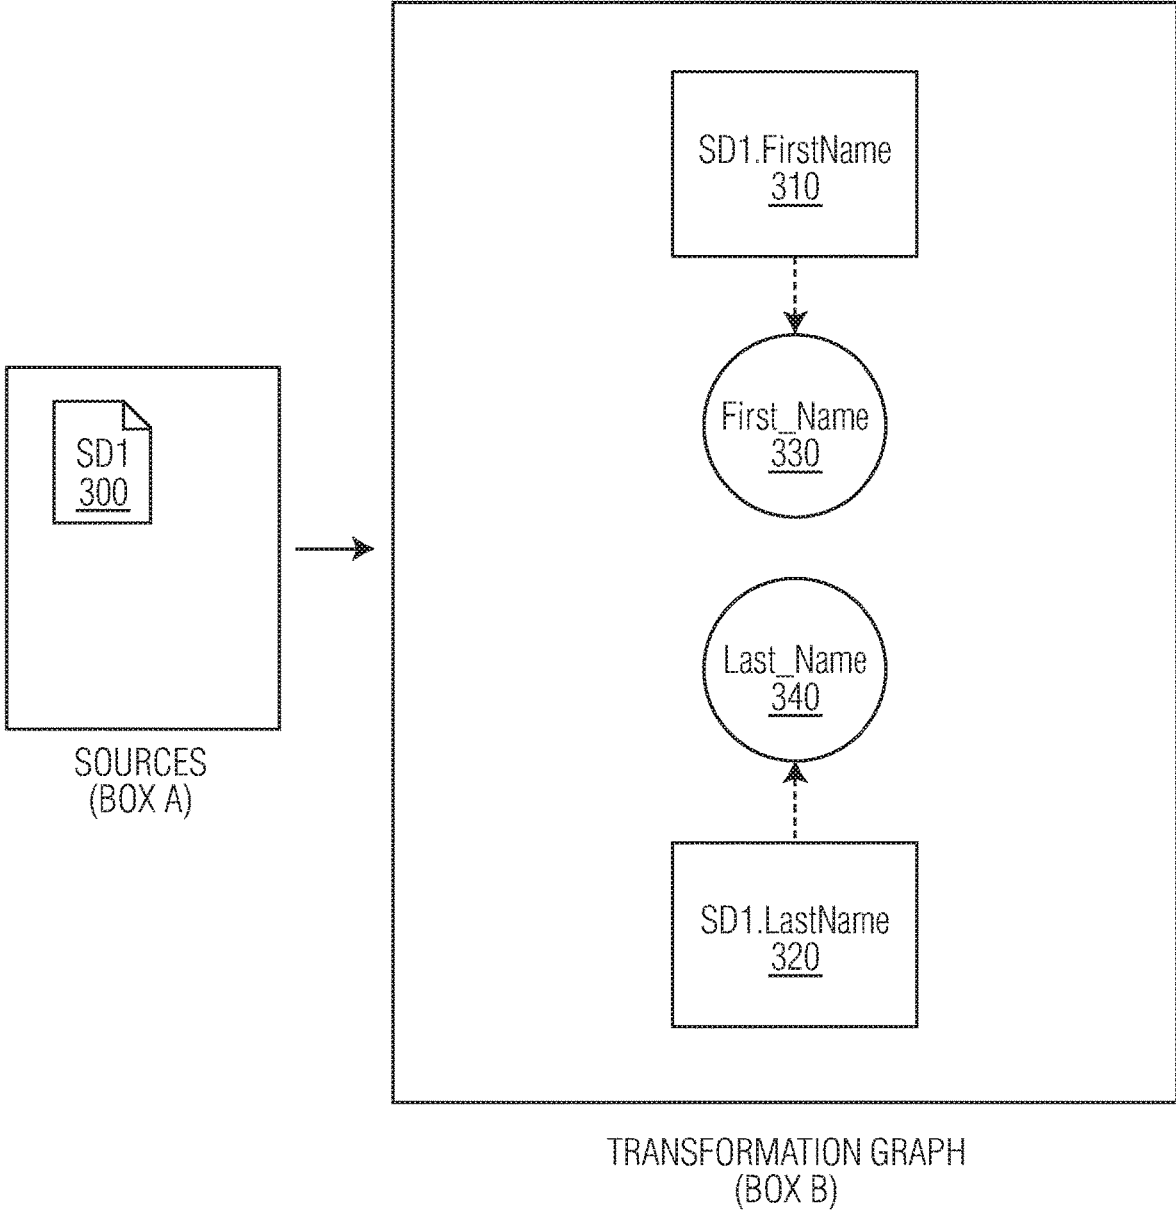 SD1
300
SOURCES
(BOX A)
SD1.FirstName
310
First_Name
330
Last_Name
340
SD1.LastName
320
TRANSFORMATION GRAPH
(BOX B)